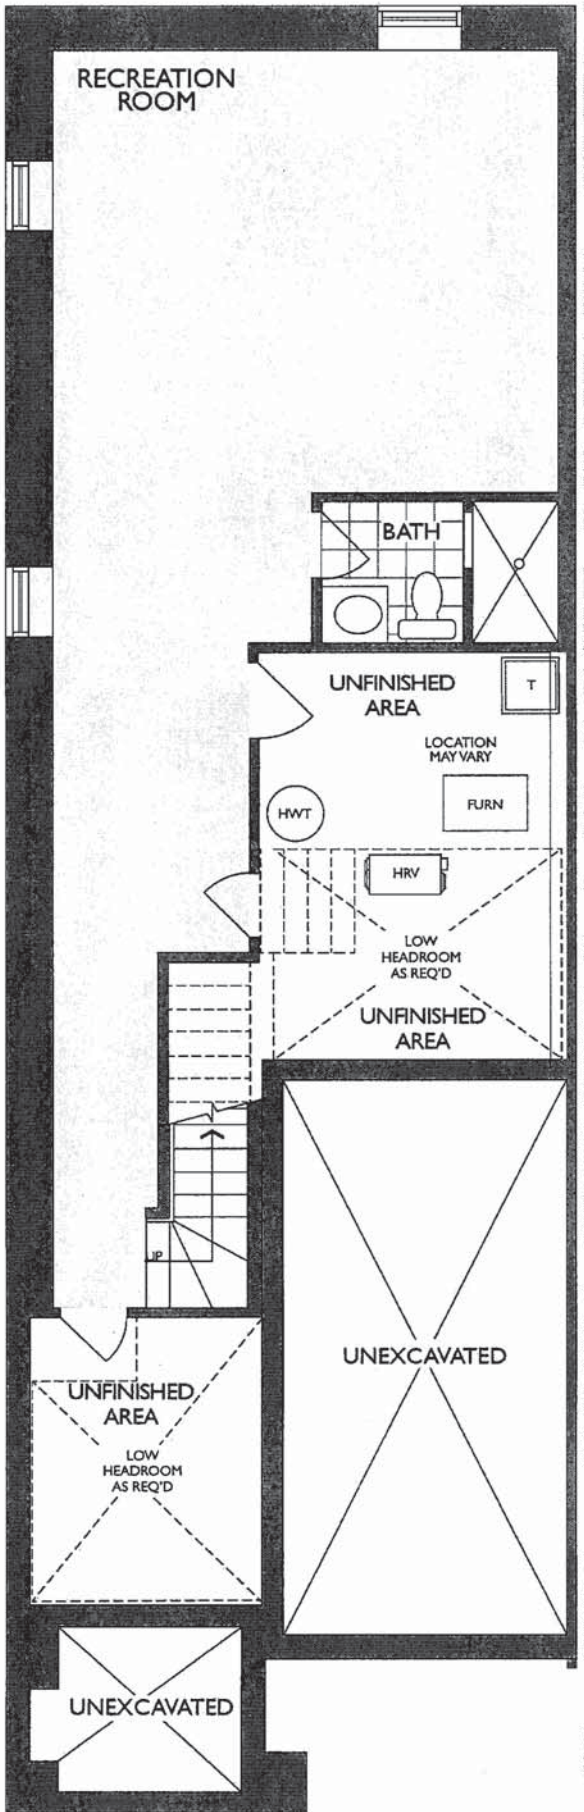 RECREATION
ROOM
BATH
UNFINISHED
AREA
T
LOCATION
MAY VARY
FURN
HWT
HRV
LOW
HEADROOM
AS REQ'D
UNFINISHED
AREA
UP
UNEXCAVATED
UNFINISHED
AREA
LOW
HEADROOM
AS REQ'D
UNEXCAVATED